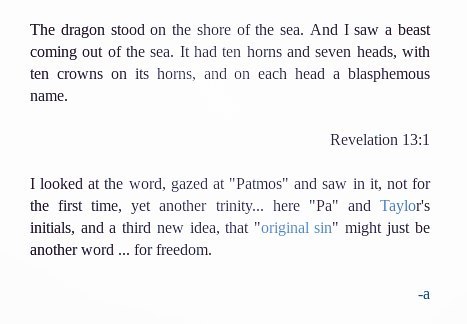 The dragon stood on the shore of the sea. And I saw a beast
coming out of the sea. It had ten horns and seven heads, with
ten crowns on its horns, and on each head a blasphemous
name.
Revelation 13:1
I looked at the word, gazed at "Patmos" and saw in it, not for
the first time, yet another trinity... here "Pa" and Taylor's
initials, and a third new idea, that "original sin" might just be
another word ... for freedom.
-a